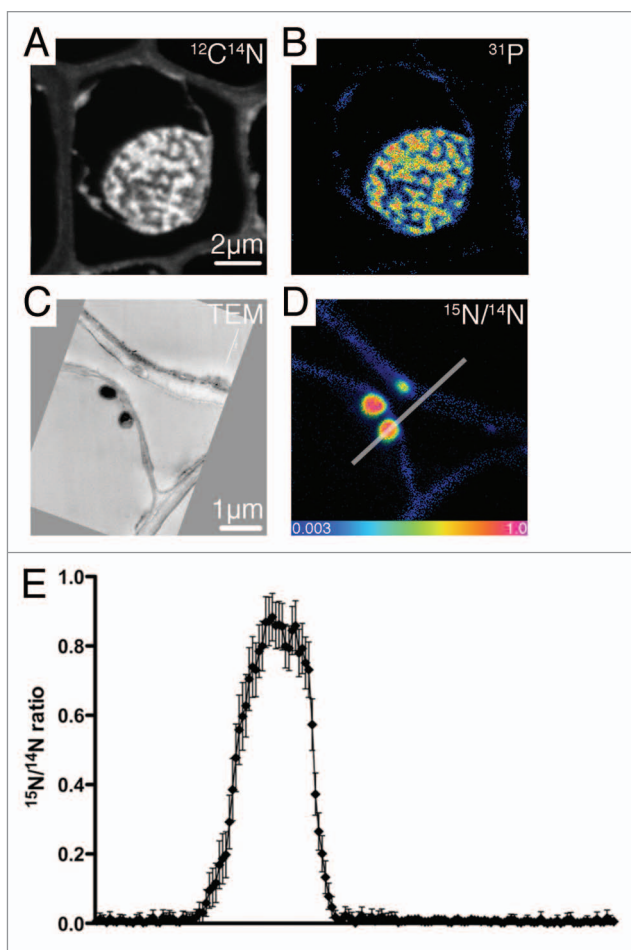 A
¹²C¹⁴N
2μm
B
³¹P
C
TEM
1μm
D
¹⁵N/¹⁴N
0.003
1.0
E
1.0
0.8
0.6
0.4
0.2
0.0
¹⁵N/¹⁴N ratio